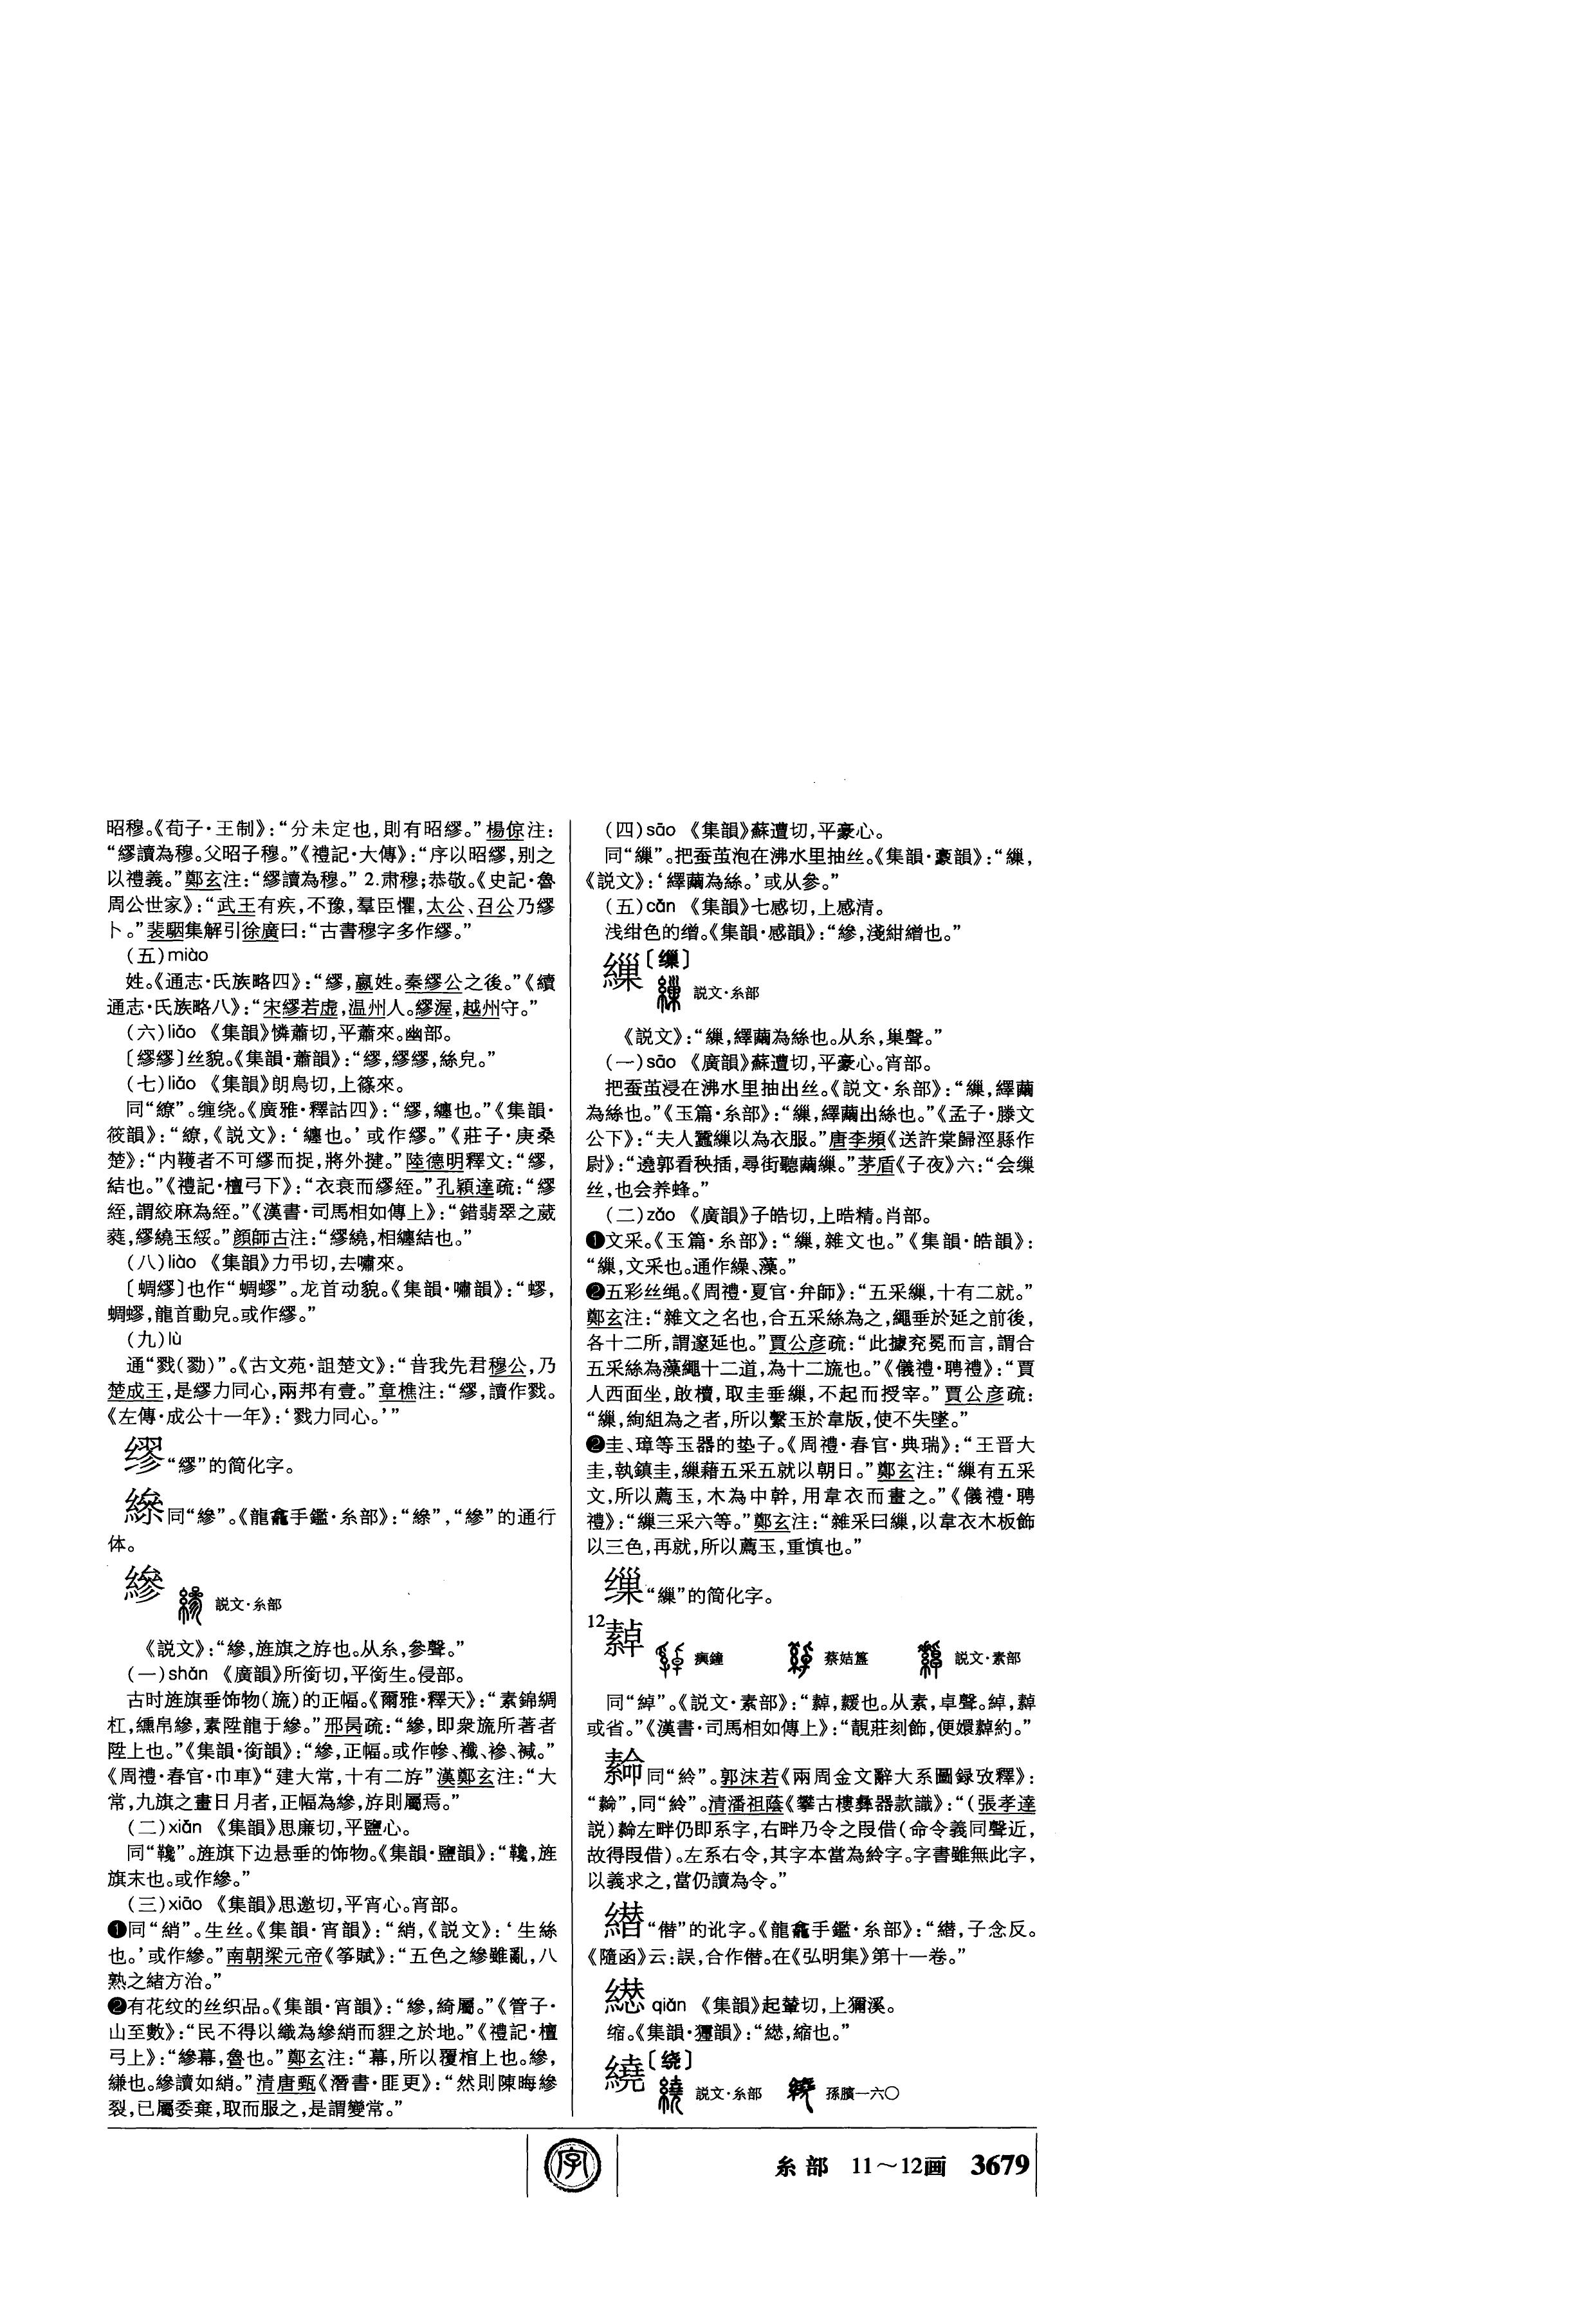 昭穆。《荀子·王制》：“分未定也，則有昭繆。”楊倞注：
“繆讀為穆。父昭子穆。”《禮記·大傳》：“序以昭繆，别之
以禮義。”鄭玄注：“繆讀為穆。” 2.肃穆；恭敬。《史記·魯
周公世家》：“武王有疾，不豫，羣臣懼，太公、召公乃繆
卜。”裴駰集解引徐廣曰：“古書穆字多作繆。”
（五）miào
姓。《通志·氏族略四》：“繆，嬴姓。秦繆公之後。”《續
通志·氏族略八》：“宋繆若虚，温州人。繆渥，越州守。”
（六）liǎo 《集韻》憐蕭切，平蕭來。幽部。
〔繆繆〕丝貌。《集韻·蕭韻》：“繆，繆繆，絲皃。”
（七）liǎo 《集韻》朗鳥切，上篠來。
同“繚”。缠绕。《廣雅·釋詁四》：“繆，纏也。”《集韻·
筱韻》：“繚，《説文》：‘纏也。’或作繆。”《莊子·庚桑
楚》：“内韄者不可繆而捉，將外揵。”陸德明釋文：“繆，
結也。”《禮記·檀弓下》：“衣衰而繆絰。”孔穎達疏：“繆
絰，謂絞麻為絰。”《漢書·司馬相如傳上》：“錯翡翠之葳
蕤，繆繞玉綏。”顔師古注：“繆繞，相纏結也。”
（八）liào 《集韻》力弔切，去嘯來。
〔蜩繆〕也作“蜩蟉”。龙首动貌。《集韻·嘯韻》：“蟉，
蜩蟉，龍首動皃。或作繆。”
（九）lù
通“戮（勠）”。《古文苑·詛楚文》：“昔我先君穆公，乃
楚成王，是繆力同心，兩邦有壹。”章樵注：“繆，讀作戮。
《左傳·成公十一年》：‘戮力同心。’”
缪“繆”的简化字。
縿同“縿”。《龍龕手鑑·糸部》：“”，“縿”的通行
体。
縿 説文·糸部
《説文》：“縿，旌旗之斿也。从糸，參聲。”
（一）shān 《廣韻》所銜切，平銜生。侵部。
古时旌旗垂饰物（旒）的正幅。《爾雅·釋天》：“素錦綢
杠，纁帛縿，素陞龍于縿。”邢昺疏：“縿，即衆旒所著者
陞上也。”《集韻·銜韻》：“縿，正幅。或作幓、襳、襂、裓。”
《周禮·春官·巾車》“建大常，十有二斿”漢鄭玄注：“大
常，九旗之畫日月者，正幅為縿，斿則屬焉。”
（二）xiān 《集韻》思廉切，平鹽心。
同“䪜”。旌旗下边悬垂的饰物。《集韻·鹽韻》：“，旌
旗末也。或作縿。”
（三）xiāo 《集韻》思邀切，平宵心。宵部。
❶同“綃”。生丝。《集韻·宵韻》：“綃，《説文》：‘生絲
也。’或作縿。”南朝梁元帝《筝賦》：“五色之縿雖亂，八
熟之緒方治。”
❷有花纹的丝织品。《集韻·宵韻》：“縿，綺屬。”《管子·
山至數》：“民不得以織為縿綃而貍之於地。”《禮記·檀
弓上》：“縿幕，魯也。”鄭玄注：“幕，所以覆棺上也。縿，
縑也。縿讀如綃。”清唐甄《潛書·匪更》：“然則陳晦縿
裂，已屬委棄，取而服之，是謂變常。”
（四）sāo 《集韻》蘇遭切，平豪心。
同“繅”。把蚕茧泡在沸水里抽丝。《集韻·豪韻》：“繅，
《説文》：‘繹繭為絲。’或从參。”
（五）cǎn 《集韻》七感切，上感清。
浅绀色的缯。《集韻·感韻》：“縿，淺紺繒也。”
繅〔缫〕
説文·糸部
《説文》：“繅，繹繭為絲也。从糸，巢聲。”
（一）sāo 《廣韻》蘇遭切，平豪心。宵部。
把蚕茧浸在沸水里抽出丝。《説文·糸部》：“繅，繹繭
為絲也。”《玉篇·糸部》：“繅，繹繭出絲也。”《孟子·滕文
公下》：“夫人蠶繅以為衣服。”唐李頻《送許棠歸涇縣作
尉》：“遶郭看秧插，尋街聽繭繅。”茅盾《子夜》六：“会缫
丝，也会养蜂。”
（二）zǎo 《廣韻》子皓切，上晧精。肖部。
❶文采。《玉篇·糸部》：“繅，雜文也。”《集韻·皓韻》：
“繅，文采也。通作繰、藻。”
❷五彩丝绳。《周禮·夏官·弁師》：“五采繅，十有二就。”
鄭玄注：“雜文之名也，合五采絲為之，繩垂於延之前後，
各十二所，謂邃延也。”賈公彦疏：“此據兖冕而言，謂合
五采絲為藻繩十二道，為十二旒也。”《儀禮·聘禮》：“賈
人西面坐，啟櫝，取圭垂繅，不起而授宰。”賈公彦疏：
“繅，絢組為之者，所以繫玉於韋版，使不失墜。”
❷圭、璋等玉器的垫子。《周禮·春官·典瑞》：“王晋大
圭，執鎮圭，繅藉五采五就以朝日。”鄭玄注：“繅有五采
文，所以薦玉，木為中幹，用韋衣而畫之。”《儀禮·聘
禮》：“繅三采六等。”鄭玄注：“雜采曰繅，以韋衣木板飾
以三色，再就，所以薦玉，重慎也。”
缫“繅”的简化字。
12 繛 㾓鐘 蔡姞簋 説文·素部
同“綽”。《説文·素部》：“繛，緩也。从素，卓聲。綽，繛
或省。”《漢書·司馬相如傳上》：“靚莊刻飾，便嬛繛約。”
同“紷”。郭沫若《兩周金文辭大系圖録攷釋》：
“”，同“紷”。清潘祖蔭《攀古樓彝器款識》：“（張孝達
説）左畔仍即系字，右畔乃令之叚借（命令義同聲近，
故得叚借）。左系右令，其字本當為紷字。字書雖無此字，
以義求之，當仍讀為令。”
“僭”的讹字。《龍龕手鑑·糸部》：“，子念反。
《隨函》云：誤，合作僭。在《弘明集》第十一卷。”
繎 qiǎn 《集韻》起輦切，上獮溪。
缩。《集韻·獮韻》：“，縮也。”
繞〔绕〕
説文·糸部 孫臏一六〇
糸部 11～12画 3679